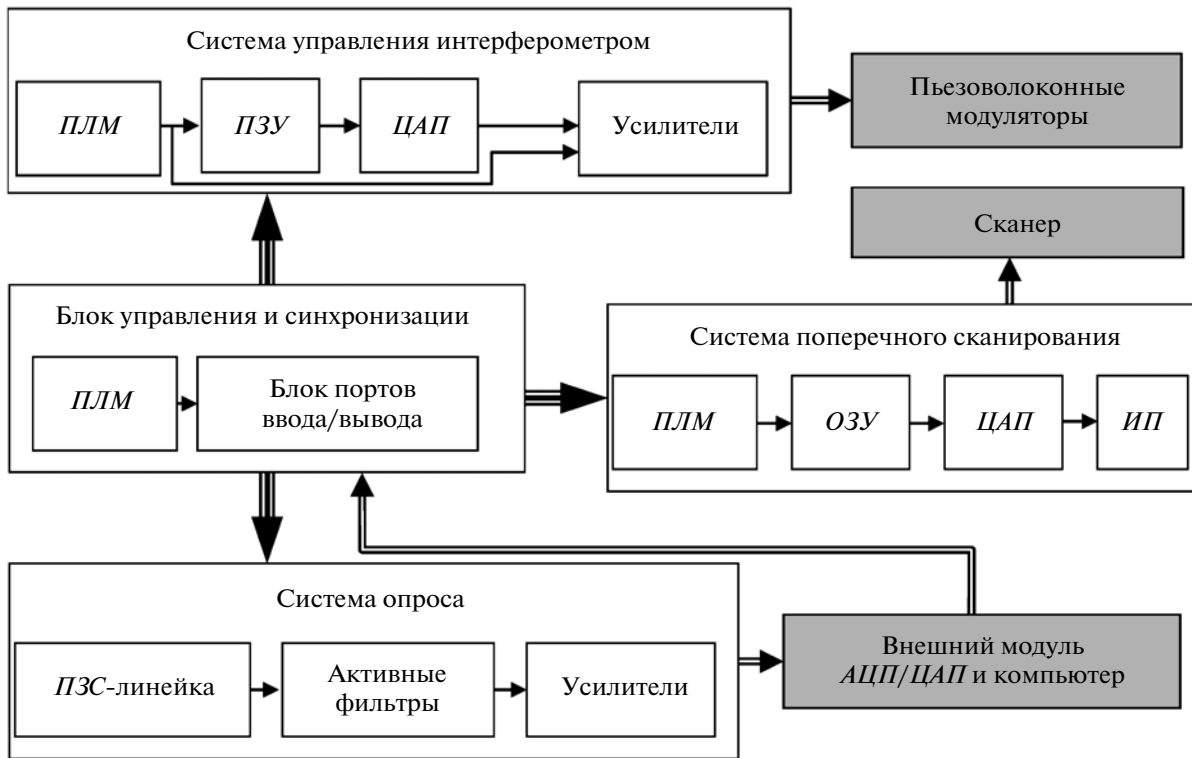 Система управления интерферометром
ПЛМ
ПЗУ
ЦАП
Усилители
Пьезоволоконные
модуляторы
Сканер
Блок управления и синхронизации
ПЛМ
Блок портов
ввода/вывода
Система поперечного сканирования
ПЛМ
ОЗУ
ЦАП
ИП
Система опроса
ПЗС-линейка
Активные
фильтры
Усилители
Внешний модуль
АЦП/ЦАП и компьютер